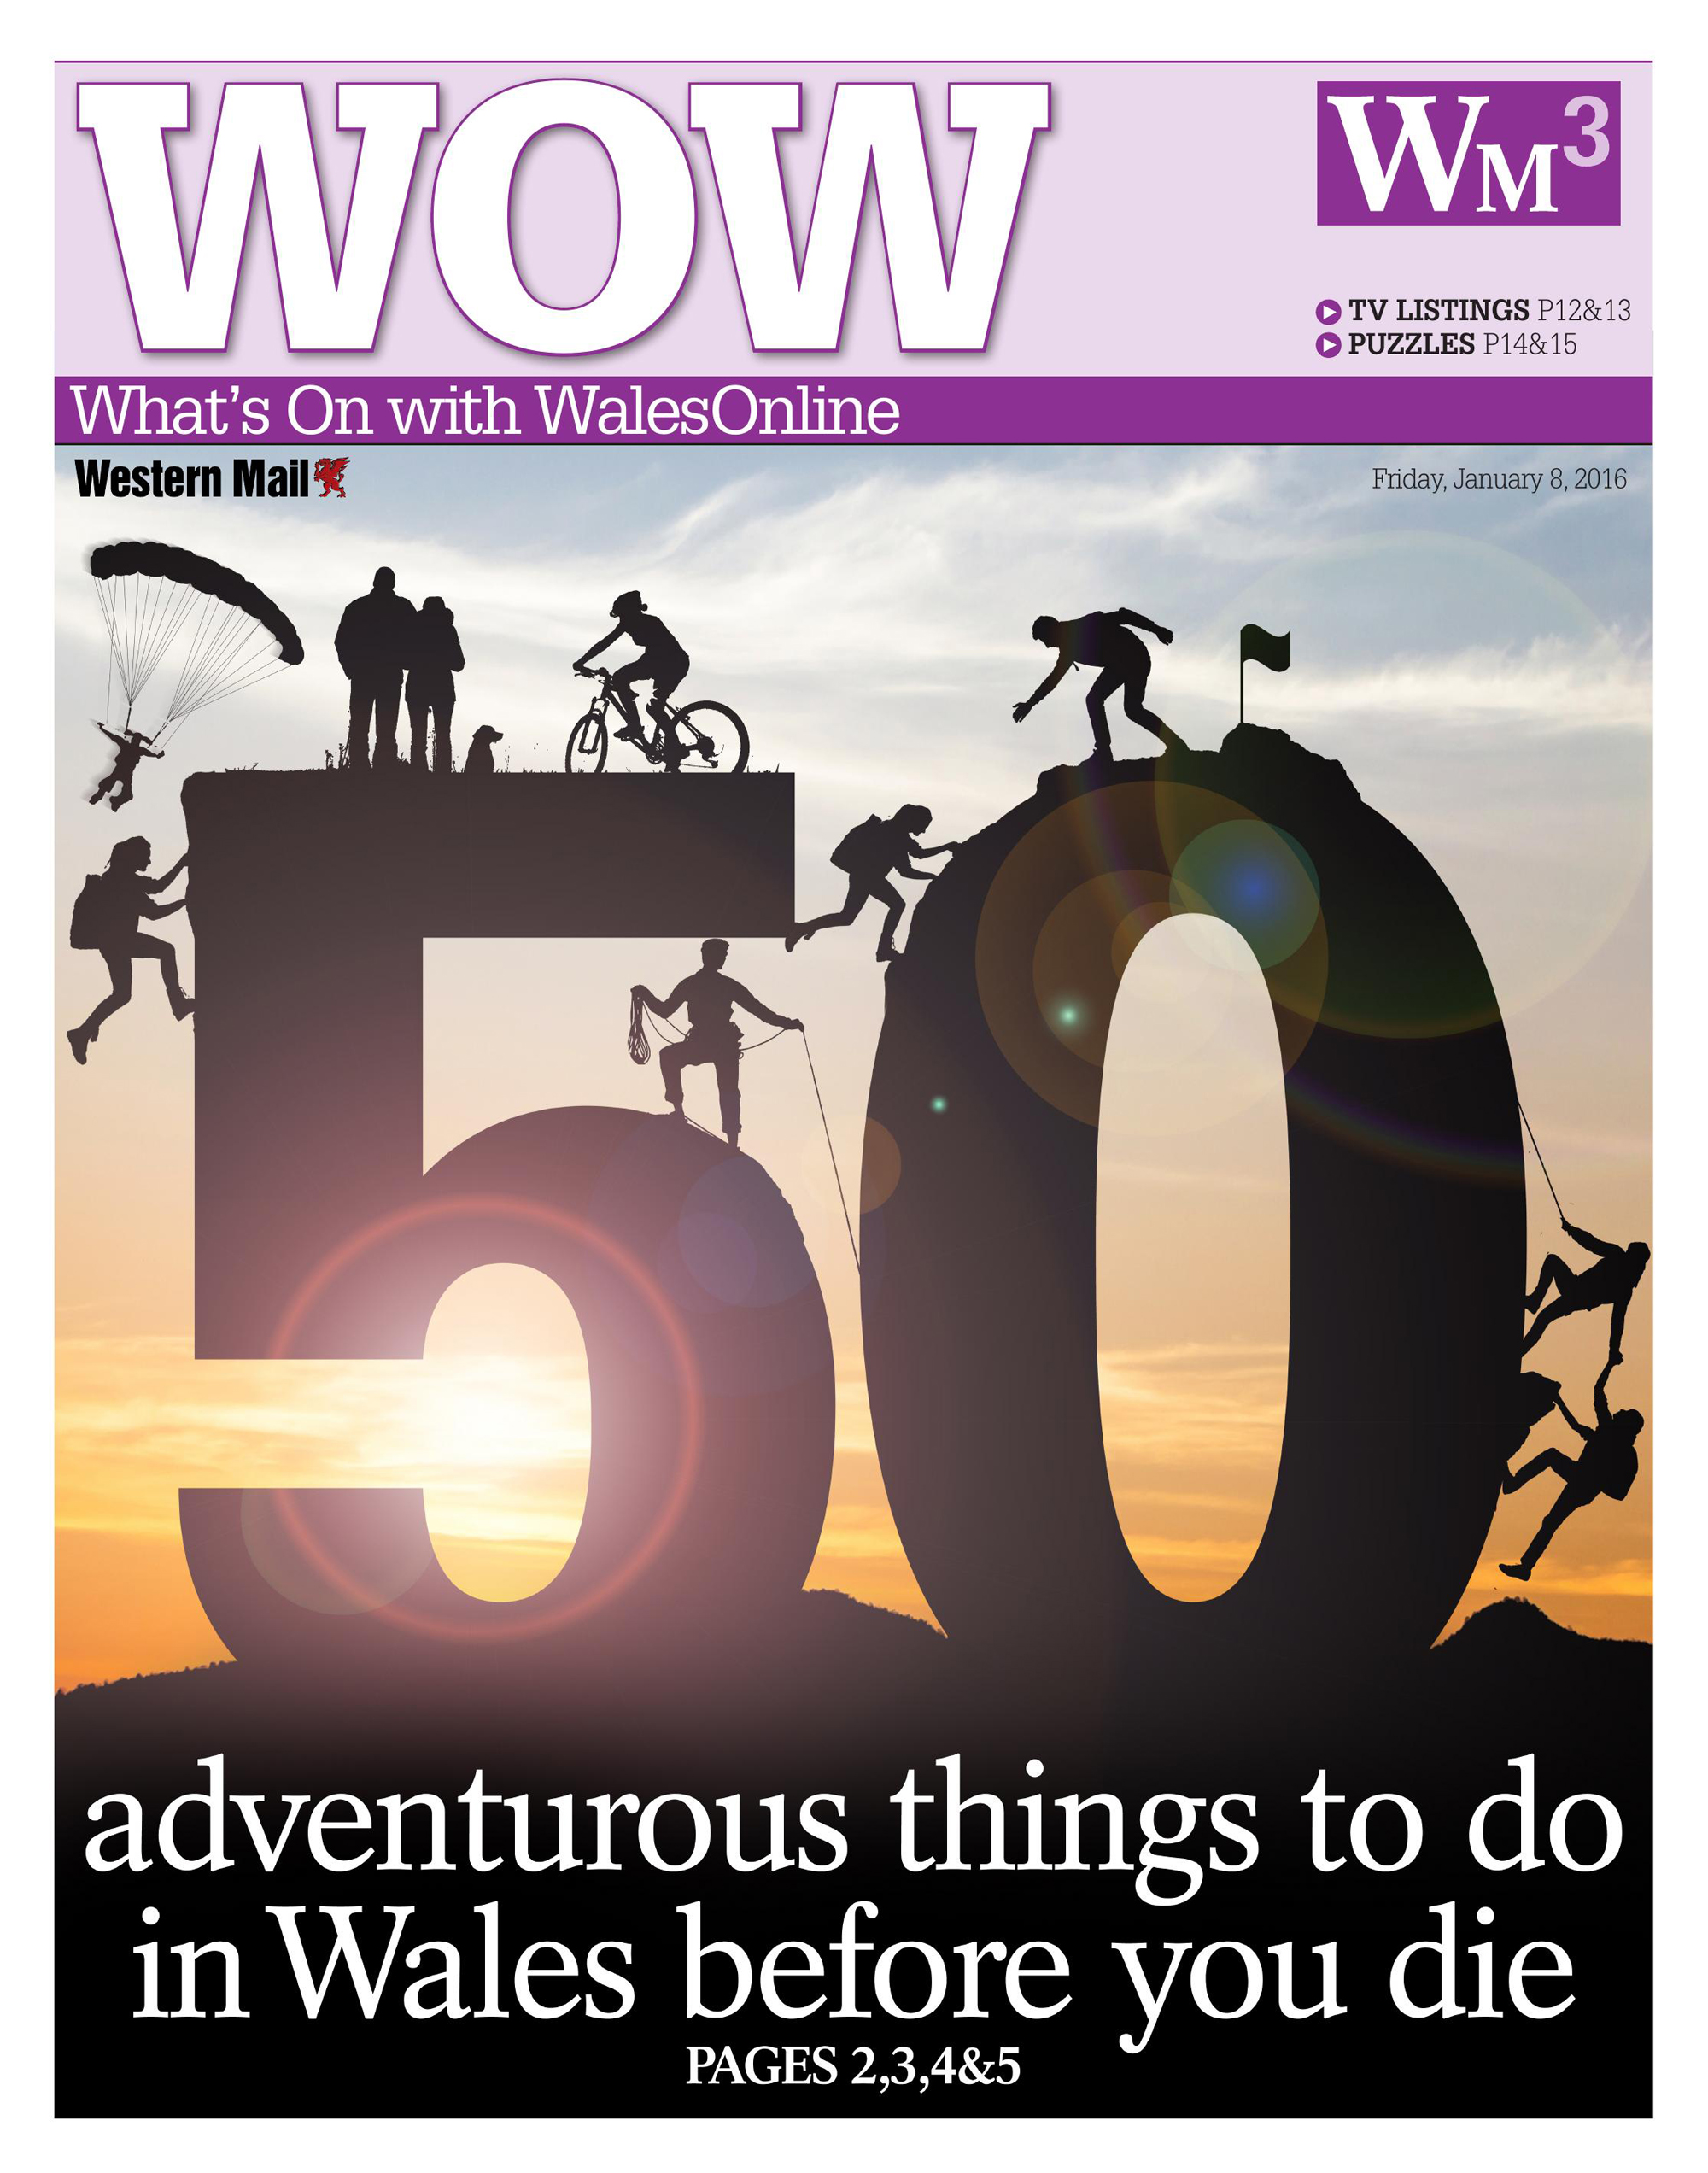 WOW
WM3
TV LISTINGS P12&13
PUZZLES P14&15
What's On with WalesOnline
Western Mail
Friday, January 8, 2016
50
adventurous things to do
in Wales before you die
PAGES 2,3,4&5